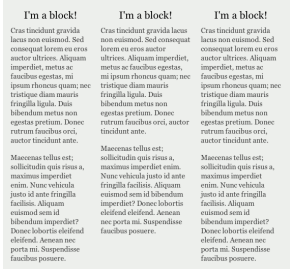 I'm a block!
Cras tincidunt gravida
lacus non euismod. Sed
consequat lorem eu eros
auctor ultrices. Aliquam
imperdiet, metus ac
faucibus egestas, mi
ipsum rhoncus quam; nec
tristique diam mauris
fringilla ligula. Duis
bibendum metus non
egestas pretium. Donec
rutrum faucibus orci,
auctor tincidunt ante.
Maecenas tellus est;
sollicitudin quis risus a,
maximus imperdiet
enim. Nunc vehicula
justo id ante fringilla
facilisis. Aliquam
euismod sem id
bibendum imperdiet?
Donec lobortis eleifend
eleifend. Aenean nec
porta mi. Suspendisse
faucibus posuere.
I'm a block!
Cras tincidunt gravida
lacus non euismod. Sed consequat
lorem eu eros auctor
ultrices. Aliquam imperdiet,
metus ac faucibus egestas,
mi ipsum rhoncus quam; nec
tristique diam mauris
fringilla ligula. Duis
bibendum metus non
egestas pretium. Donec
rutrum faucibus orci, auctor
tincidunt ante.
Maecenas tellus est;
sollicitudin quis risus a,
maximus imperdiet enim.
Nunc vehicula justo id ante
fringilla facilisis. Aliquam
euismod sem id bibendum
imperdiet? Donec lobortis
eleifend eleifend. Aenean
nec porta mi. Suspendisse
faucibus posuere.
I'm a block!
Cras tincidunt gravida
lacus non euismod. Sed
consequat lorem eu eros
auctor ultrices. Aliquam
imperdiet, metus ac
faucibus egestas, mi
ipsum rhoncus quam; nec
tristique diam mauris
fringilla ligula. Duis
bibendum metus non
egestas pretium. Donec
rutrum faucibus orci,
auctor tincidunt ante.
Maecenas tellus est;
sollicitudin quis risus a,
maximus imperdiet
enim. Nunc vehicula
justo id ante fringilla
facilisis. Aliquam
euismod sem id
bibendum imperdiet?
Donec lobortis eleifend
eleifend. Aenean nec
porta mi. Suspendisse
faucibus posuere.